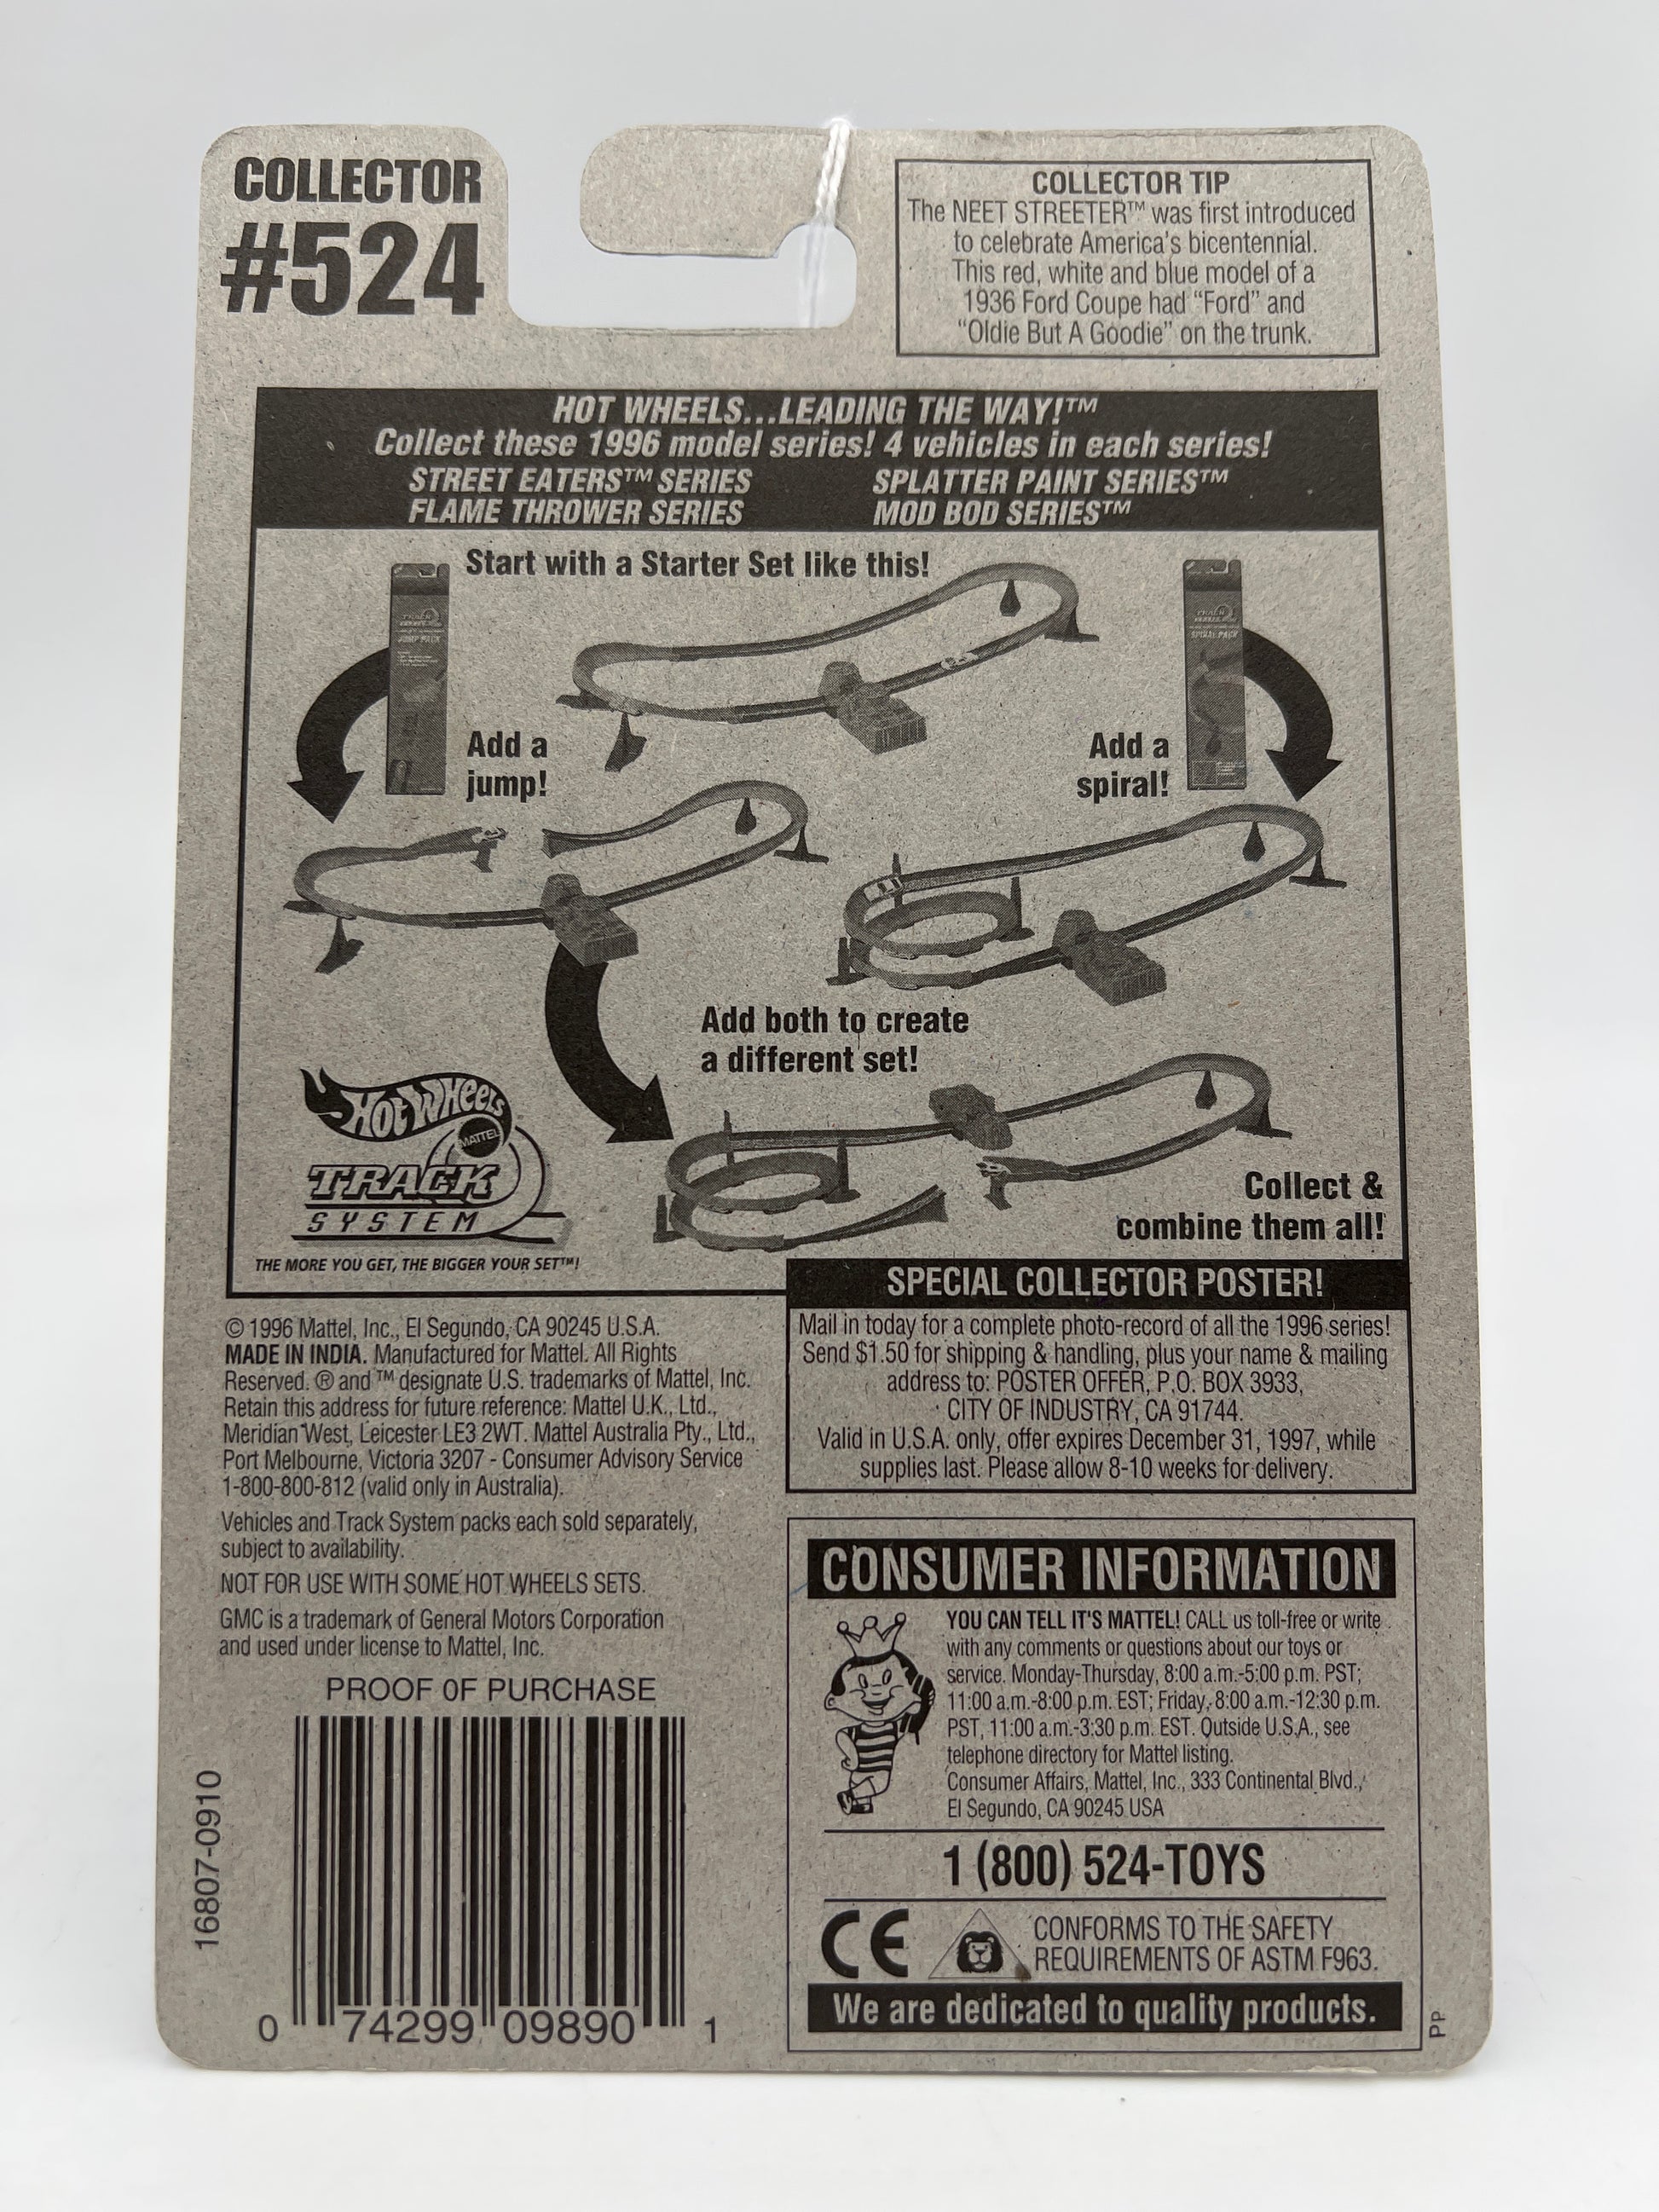 COLLECTOR
#524
COLLECTOR TIP
The NEET STREETER™ was first introduced
to celebrate America's bicentennial.
This red, white and blue model of a
1936 Ford Coupe had "Ford" and
"Oldie But A Goodie" on the trunk.
HOT WHEELS...LEADING THE WAY!™
Collect these 1996 model series! 4 vehicles in each series!
STREET EATERS™ SERIES
SPLATTER PAINT SERIES™
FLAME THROWER SERIES
MOD BOD SERIES™
Start with a Starter Set like this!
TRACK
JUMP PACK
TRACK
SPIRAL PACK
Add a
jump!
Add a
spiral!
Add both to create
a different set!
Hot Wheels
MATTEL
TRACK
SYSTEM
THE MORE YOU GET, THE BIGGER YOUR SET™!
Collect &
combine them all!
SPECIAL COLLECTOR POSTER!
Mail in today for a complete photo-record of all the 1996 series!
Send $1.50 for shipping & handling, plus your name & mailing
address to: POSTER OFFER, P.O. BOX 3933,
CITY OF INDUSTRY, CA 91744.
Valid in U.S.A. only, offer expires December 31, 1997, while
supplies last. Please allow 8-10 weeks for delivery.
© 1996 Mattel, Inc., El Segundo, CA 90245 U.S.A.
MADE IN INDIA. Manufactured for Mattel. All Rights
Reserved. ® and ™ designate U.S. trademarks of Mattel, Inc.
Retain this address for future reference: Mattel U.K., Ltd.,
Meridian West, Leicester LE3 2WT. Mattel Australia Pty., Ltd.,
Port Melbourne, Victoria 3207 - Consumer Advisory Service
1-800-800-812 (valid only in Australia).
Vehicles and Track System packs each sold separately,
subject to availability.
NOT FOR USE WITH SOME HOT WHEELS SETS.
GMC is a trademark of General Motors Corporation
and used under license to Mattel, Inc.
PROOF OF PURCHASE
16807-0910
0 74299 09890 1
CONSUMER INFORMATION
YOU CAN TELL IT'S MATTEL! CALL us toll-free or write
with any comments or questions about our toys or
service. Monday-Thursday, 8:00 a.m.-5:00 p.m. PST;
11:00 a.m.-8:00 p.m. EST; Friday, 8:00 a.m.-12:30 p.m.
PST, 11:00 a.m.-3:30 p.m. EST. Outside U.S.A., see
telephone directory for Mattel listing.
Consumer Affairs, Mattel, Inc., 333 Continental Blvd.,
El Segundo, CA 90245 USA
1 (800) 524-TOYS
CE
CONFORMS TO THE SAFETY
REQUIREMENTS OF ASTM F963.
We are dedicated to quality products.
PP